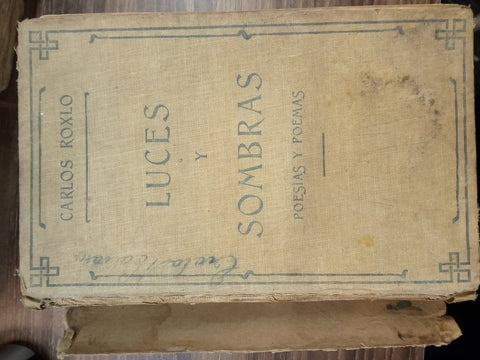 CARLOS ROXLO
LUCES
Y
SOMBRAS
POESIAS Y POEMAS